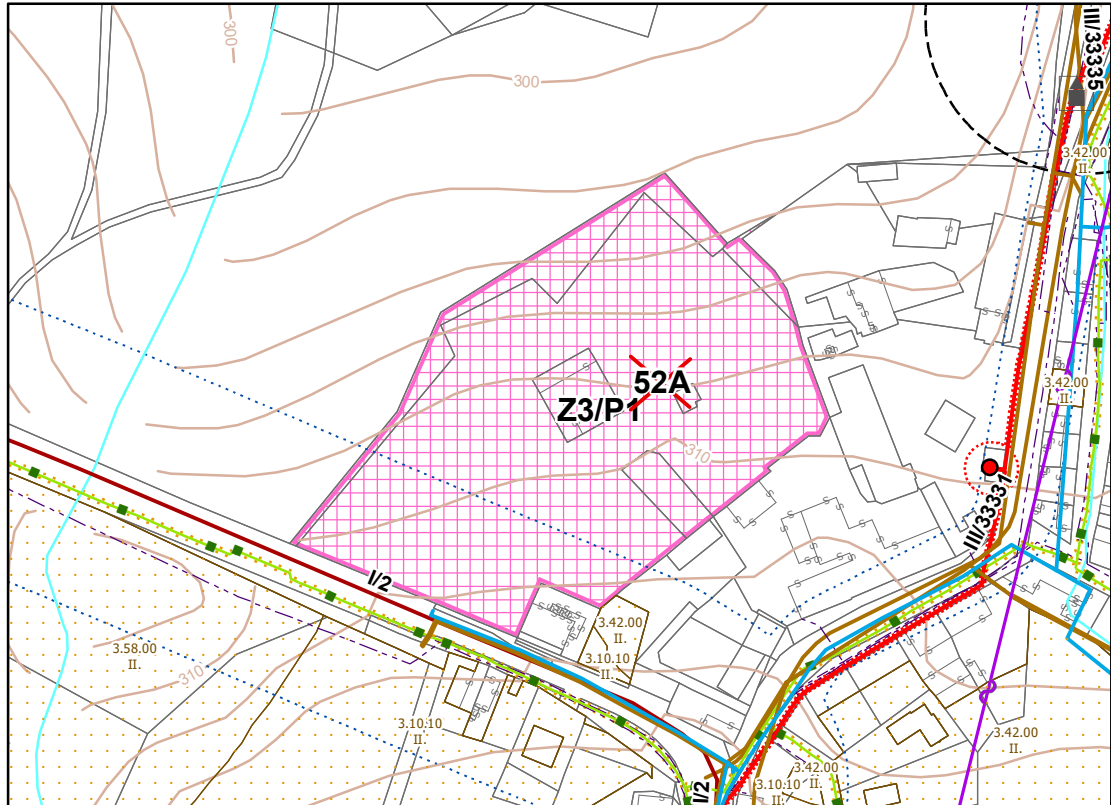 300
300
III/33335
3.42.00
II.
52A
Z3/P1
3.42.00
II.
310
III/33331
I/2
3.42.00
II.
3.58.00
II.
310
3.10.10
II.
3.10.10
II.
3.42.00
II.
3.42.00
II.
3.10.10
II.
I/2